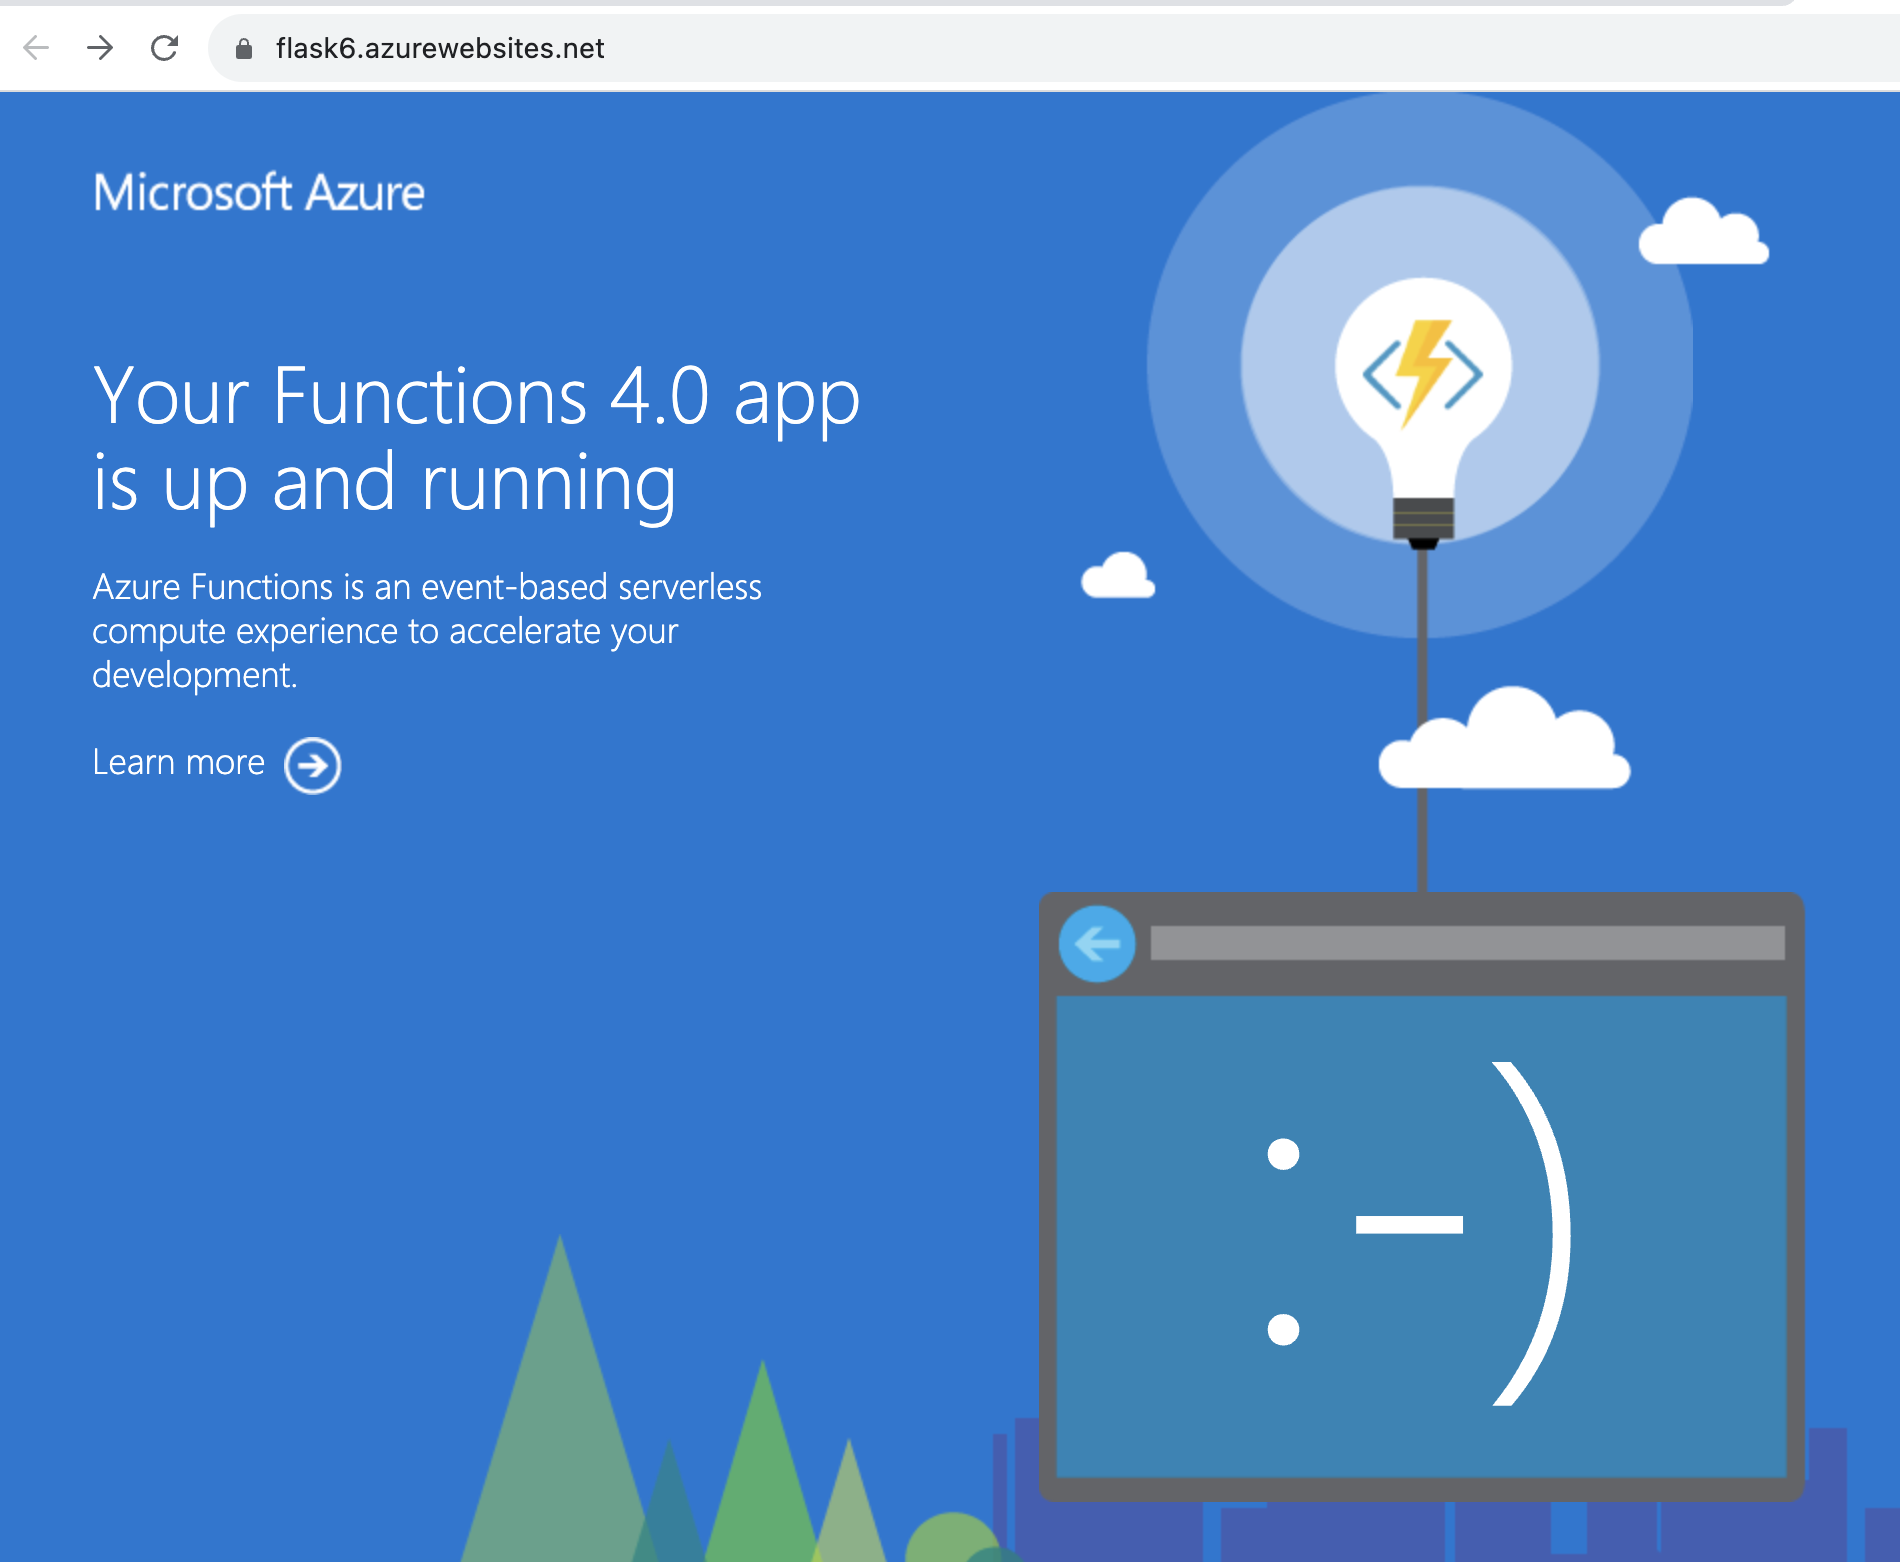 flask6.azurewebsites.net
Microsoft Azure
Your Functions 4.0 app
is up and running
Azure Functions is an event-based serverless
compute experience to accelerate your
development.
Learn more
:-)